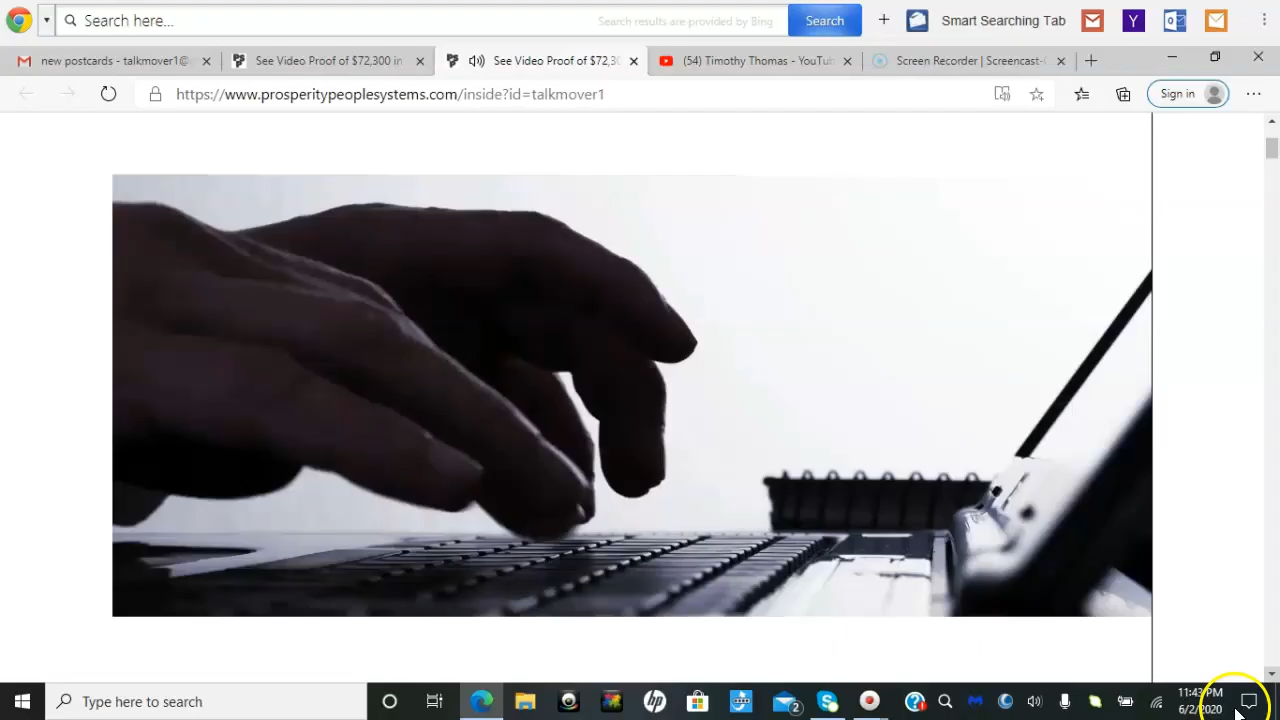 Search here...
Search results are provided by Bing
Search
Smart Searching Tab
new postcards - talkmover1@
See Video Proof of $72,300 in
See Video Proof of $72,30
(54) Timothy Thomas - YouTub
Screen Recorder | Screencast-O
https://www.prosperitypeoplesystems.com/inside?id=talkmover1
Sign in
Type here to search
2
11:43 PM
6/2/2020